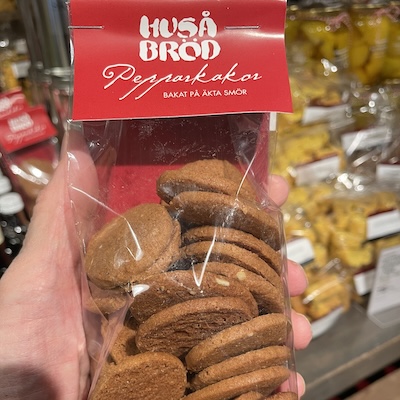 HUSÅ
BRÖD
Pepparkakor
BAKAT PÅ ÄKTA SMÖR